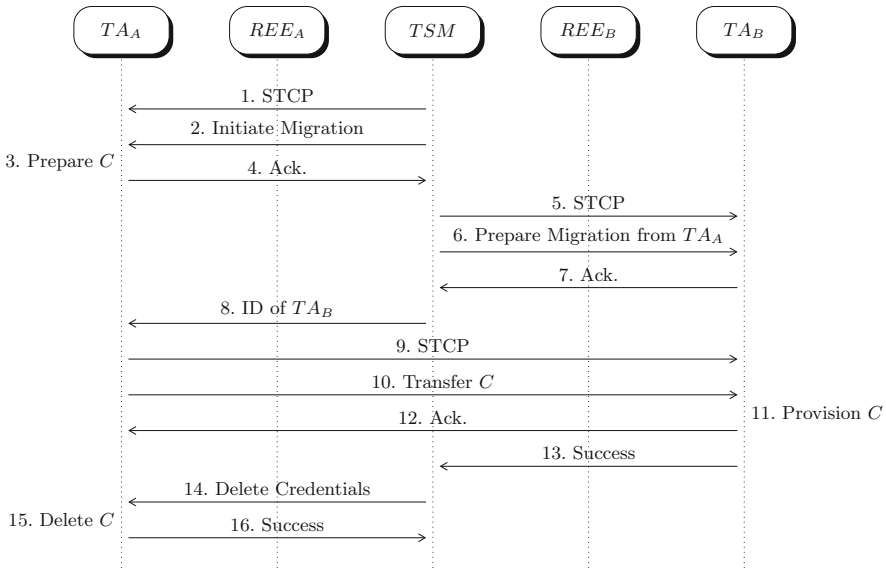 TA_A REE_A TSM REE_B TA_B
1. STCP
2. Initiate Migration
3. Prepare C
4. Ack.
5. STCP
6. Prepare Migration from TA_A
7. Ack.
8. ID of TA_B
9. STCP
10. Transfer C
11. Provision C
12. Ack.
13. Success
14. Delete Credentials
15. Delete C
16. Success